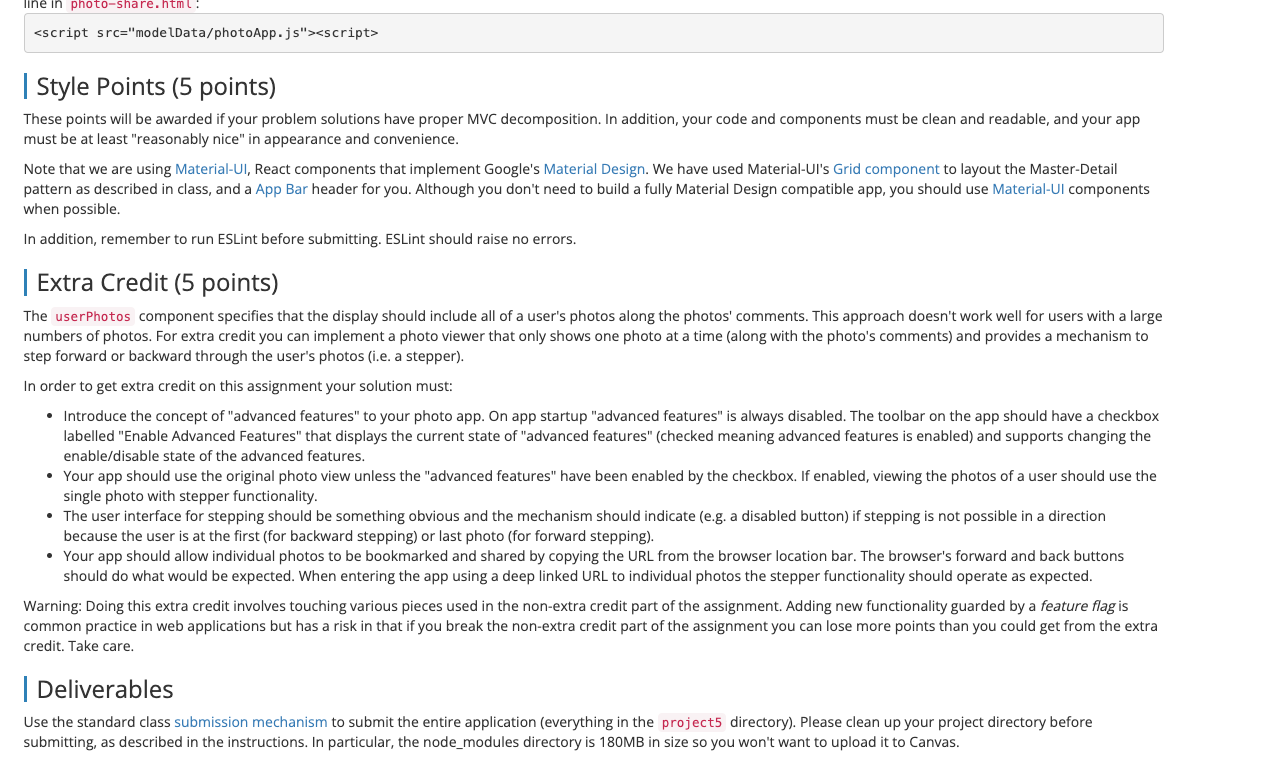 line in photo-share.html :
<script src="modelData/photoApp.js"><script>
Style Points (5 points)
These points will be awarded if your problem solutions have proper MVC decomposition. In addition, your code and components must be clean and readable, and your app
must be at least "reasonably nice" in appearance and convenience.
Note that we are using Material-UI, React components that implement Google's Material Design. We have used Material-UI's Grid component to layout the Master-Detail
pattern as described in class, and a App Bar header for you. Although you don't need to build a fully Material Design compatible app, you should use Material-UI components
when possible.
In addition, remember to run ESLint before submitting. ESLint should raise no errors.
Extra Credit (5 points)
The userPhotos component specifies that the display should include all of a user's photos along the photos' comments. This approach doesn't work well for users with a large
numbers of photos. For extra credit you can implement a photo viewer that only shows one photo at a time (along with the photo's comments) and provides a mechanism to
step forward or backward through the user's photos (i.e. a stepper).
In order to get extra credit on this assignment your solution must:
• Introduce the concept of "advanced features" to your photo app. On app startup "advanced features" is always disabled. The toolbar on the app should have a checkbox
labelled "Enable Advanced Features" that displays the current state of "advanced features" (checked meaning advanced features is enabled) and supports changing the
enable/disable state of the advanced features.
• Your app should use the original photo view unless the "advanced features" have been enabled by the checkbox. If enabled, viewing the photos of a user should use the
single photo with stepper functionality.
• The user interface for stepping should be something obvious and the mechanism should indicate (e.g. a disabled button) if stepping is not possible in a direction
because the user is at the first (for backward stepping) or last photo (for forward stepping).
• Your app should allow individual photos to be bookmarked and shared by copying the URL from the browser location bar. The browser's forward and back buttons
should do what would be expected. When entering the app using a deep linked URL to individual photos the stepper functionality should operate as expected.
Warning: Doing this extra credit involves touching various pieces used in the non-extra credit part of the assignment. Adding new functionality guarded by a feature flag is
common practice in web applications but has a risk in that if you break the non-extra credit part of the assignment you can lose more points than you could get from the extra
credit. Take care.
Deliverables
Use the standard class submission mechanism to submit the entire application (everything in the project5 directory). Please clean up your project directory before
submitting, as described in the instructions. In particular, the node_modules directory is 180MB in size so you won't want to upload it to Canvas.